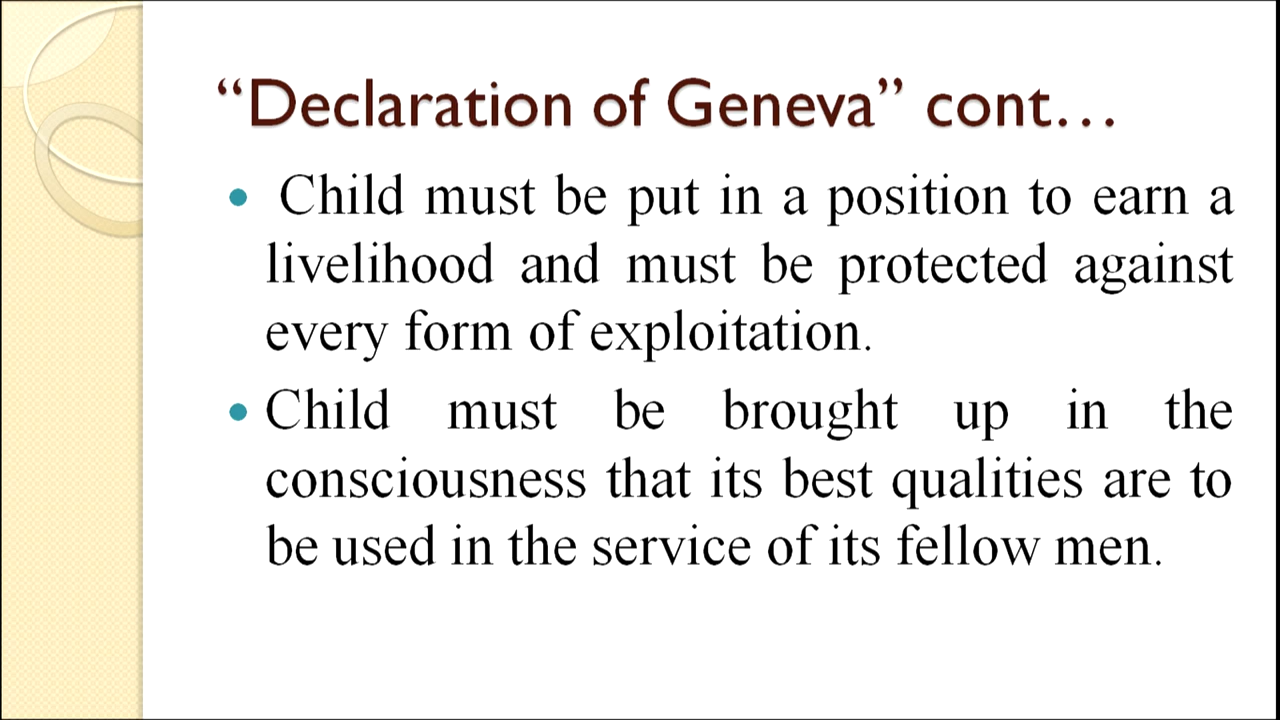 “Declaration of Geneva” cont…
• Child must be put in a position to earn a
livelihood and must be protected against
every form of exploitation.
• Child must be brought up in the
consciousness that its best qualities are to
be used in the service of its fellow men.